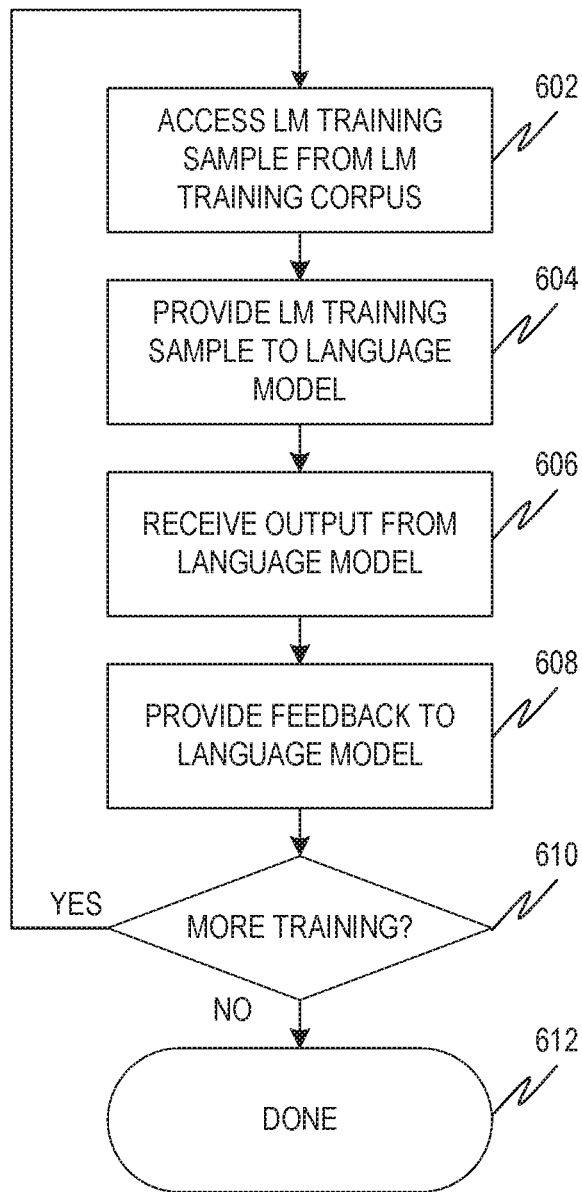 602
ACCESS LM TRAINING
SAMPLE FROM LM
TRAINING CORPUS
604
PROVIDE LM TRAINING
SAMPLE TO LANGUAGE
MODEL
606
RECEIVE OUTPUT FROM
LANGUAGE MODEL
608
PROVIDE FEEDBACK TO
LANGUAGE MODEL
610
YES
MORE TRAINING?
NO
612
DONE